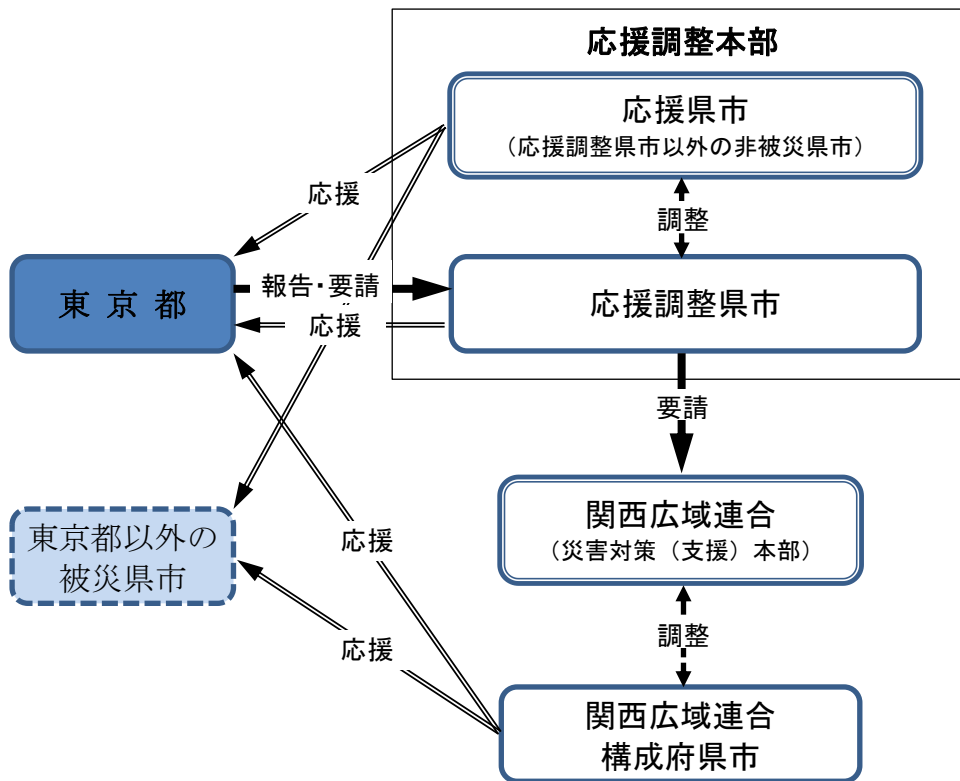 応援調整本部
応援県市
（応援調整県市以外の非被災県市）
応援
調整
東 京 都
報告・要請
応援調整県市
応援
要請
関西広域連合
（災害対策（支援）本部）
東京都以外の
被災県市
応援
調整
応援
関西広域連合
構成府県市